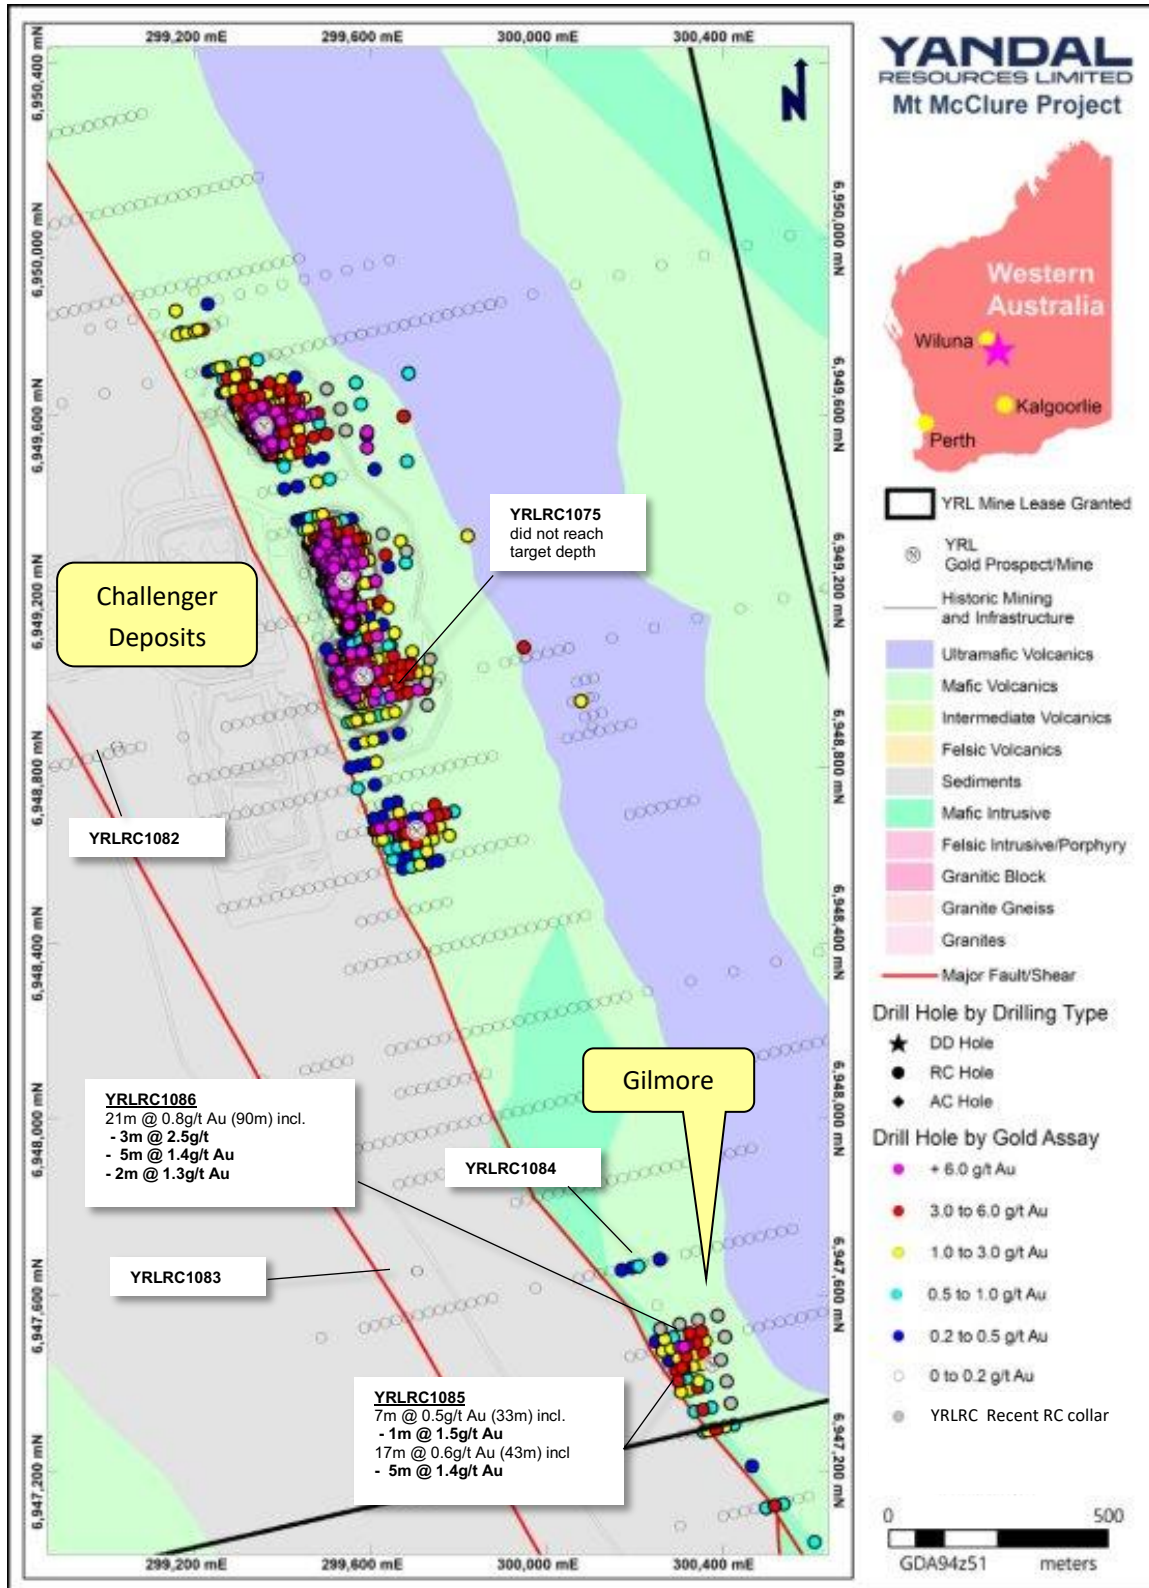 299,200 mE
299,600 mE
300,000 mE
300,400 mE
6,950,400 mN
6,950,000 mN
6,949,600 mN
6,949,200 mN
6,948,800 mN
6,948,400 mN
6,948,000 mN
6,947,600 mN
6,947,200 mN
N
YRLRC1075
did not reach
target depth
Challenger
Deposits
YRLRC1082
YRLRC1086
21m @ 0.8g/t Au (90m) incl.
- 3m @ 2.5g/t
- 5m @ 1.4g/t Au
- 2m @ 1.3g/t Au
Gilmore
YRLRC1084
YRLRC1083
YRLRC1085
7m @ 0.5g/t Au (33m) incl.
- 1m @ 1.5g/t Au
17m @ 0.6g/t Au (43m) incl
- 5m @ 1.4g/t Au
6,950,000 mN
6,949,600 mN
6,949,200 mN
6,948,800 mN
6,948,400 mN
6,948,000 mN
6,947,600 mN
6,947,200 mN
299,200 mE
299,600 mE
300,000 mE
300,400 mE
YANDAL
RESOURCES LIMITED
Mt McClure Project
Western
Australia
Wiluna
Kalgoorlie
Perth
YRL Mine Lease Granted
YRL
Gold Prospect/Mine
Historic Mining
and Infrastructure
Ultramafic Volcanics
Mafic Volcanics
Intermediate Volcanics
Felsic Volcanics
Sediments
Mafic Intrusive
Felsic Intrusive/Porphyry
Granitic Block
Granite Gneiss
Granites
Major Fault/Shear
Drill Hole by Drilling Type
DD Hole
RC Hole
AC Hole
Drill Hole by Gold Assay
+ 6.0 g/t Au
3.0 to 6.0 g/t Au
1.0 to 3.0 g/t Au
0.5 to 1.0 g/t Au
0.2 to 0.5 g/t Au
0 to 0.2 g/t Au
YRLRC Recent RC collar
0 500
GDA94z51 meters